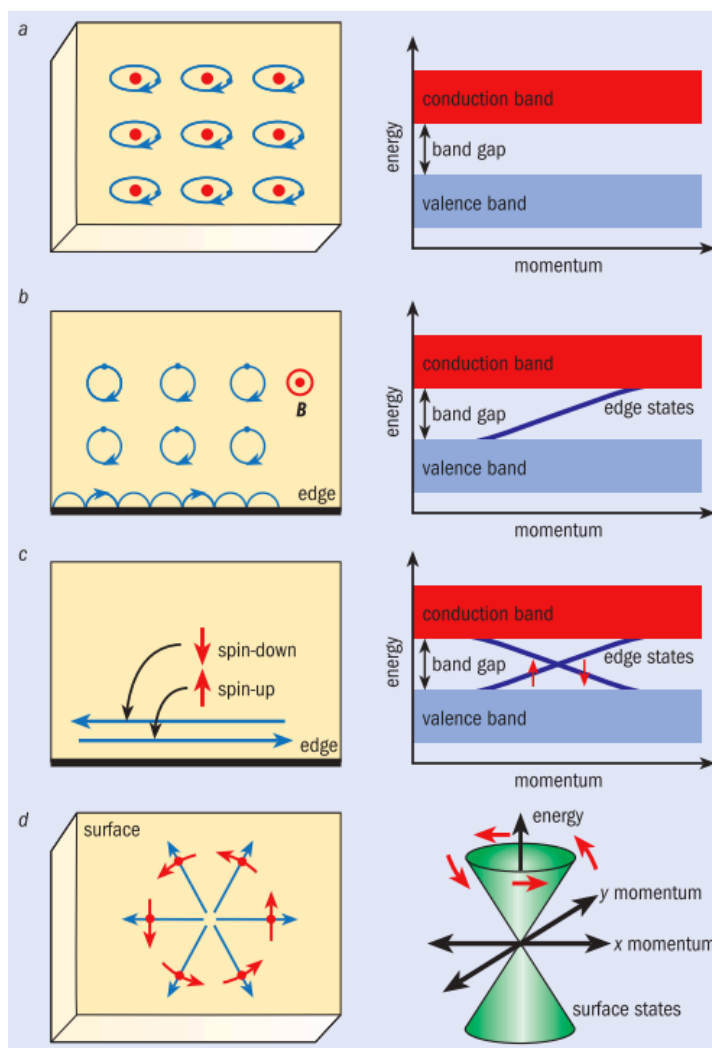 a
conduction band
energy
band gap
valence band
momentum
b
B
edge
conduction band
energy
band gap
edge states
valence band
momentum
c
spin-down
spin-up
edge
conduction band
energy
band gap
edge states
valence band
momentum
d
surface
energy
y momentum
x momentum
surface states